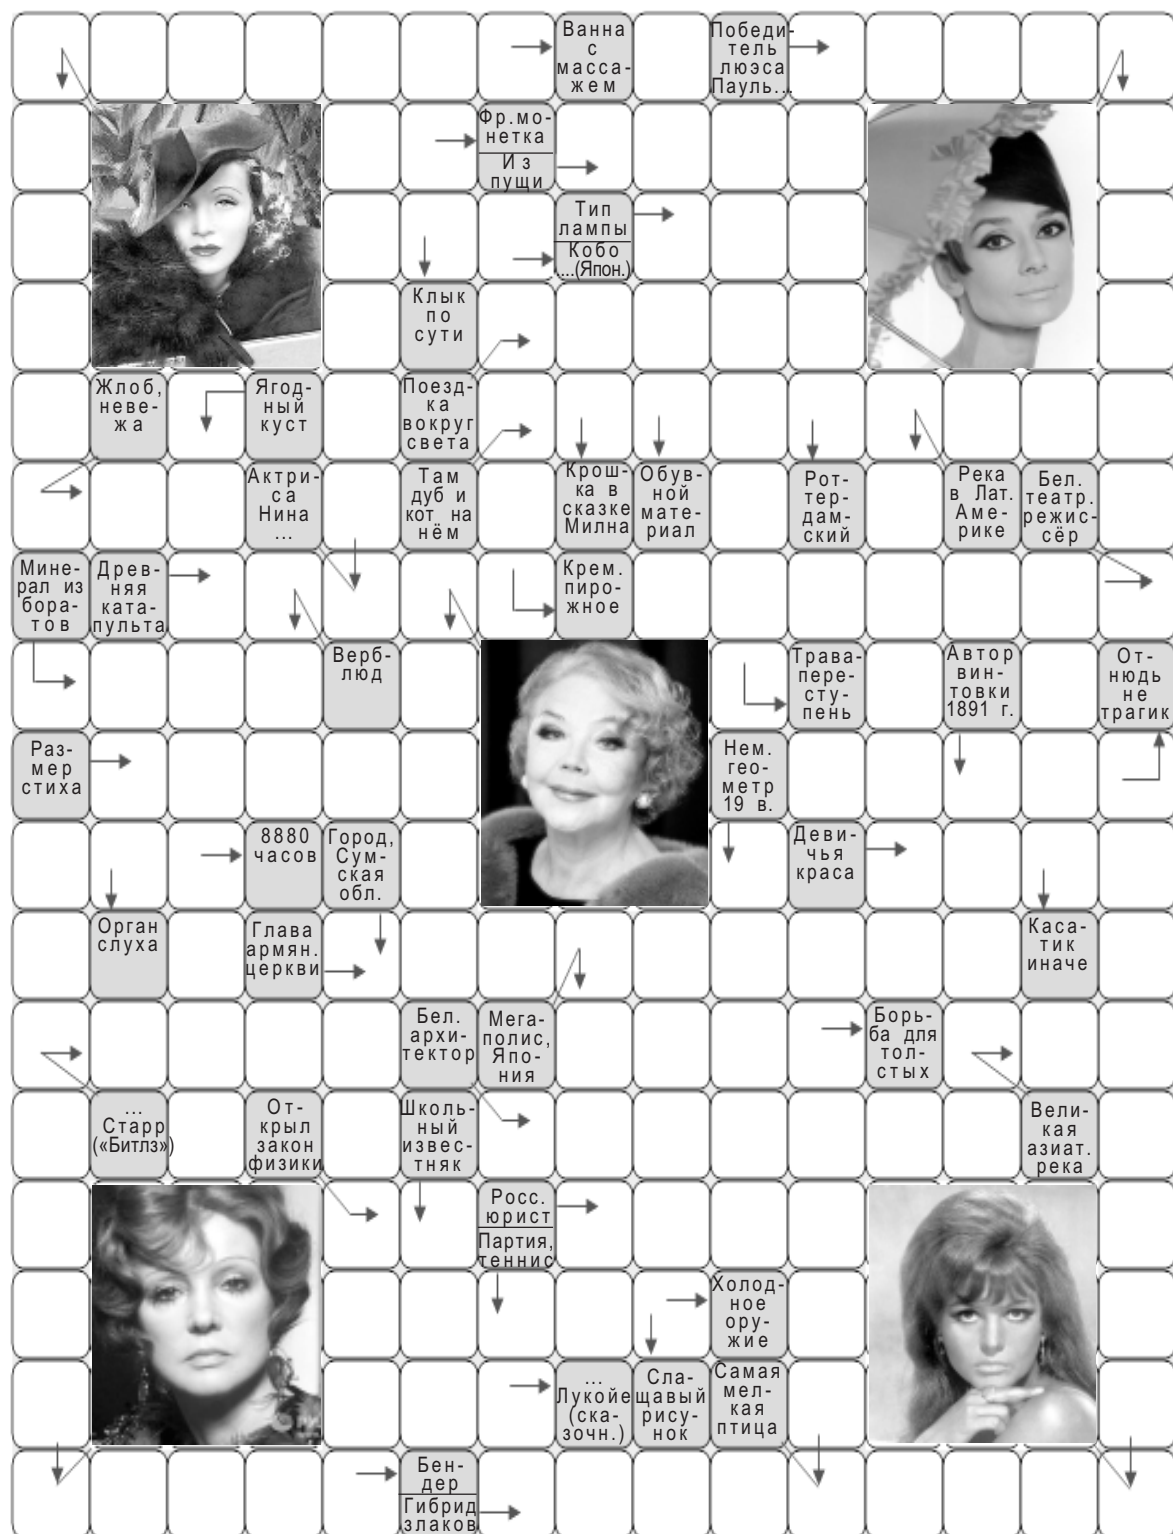 Ванна
с
масса-
жем
Победи-
тель
люэса
Пауль...
Фр.мо-
нетка
Из
пущи
Тип
лампы
Кобо
...(Япон.)
Клык
по
сути
Жлоб,
неве-
жа
Ягод-
ный
куст
Поезд-
ка
вокруг
света
Актри-
са
Нина
...
Там
дуб и
кот на
нём
Крош-
ка в
сказке
Милна
Обув-
ной
мате-
риал
Рот-
тер-
дам-
ский
Река
в Лат.
Аме-
рике
Бел.
театр.
режис-
сёр
Мине-
рал из
бора-
тов
Древ-
няя
ката-
пульта
Крем.
пиро-
жное
Верб-
люд
Трава-
пере-
сту-
пень
Автор
вин-
товки
1891 г.
От-
нюдь
не
трагик
Раз-
мер
стиха
Нем.
гео-
метр
19 в.
8880
часов
Город,
Сум-
ская
обл.
Деви-
чья
краса
Орган
слуха
Глава
армян.
церкви
Каса-
тик
иначе
Бел.
архи-
тектор
Мега-
полис,
Япо-
ния
Борь-
ба для
тол-
стых
...
Старр
(«Битлз»)
От-
крыл
закон
физики
Школь-
ный
извес-
тняк
Вели-
кая
азиат.
река
Росс.
юрист
Партия,
теннис
Холод-
ное
ору-
жие
...
Лукойе
(ска-
зочн.)
Сла-
щавый
рису-
нок
Самая
мел-
кая
птица
Бен-
дер
Гибрид
злаков